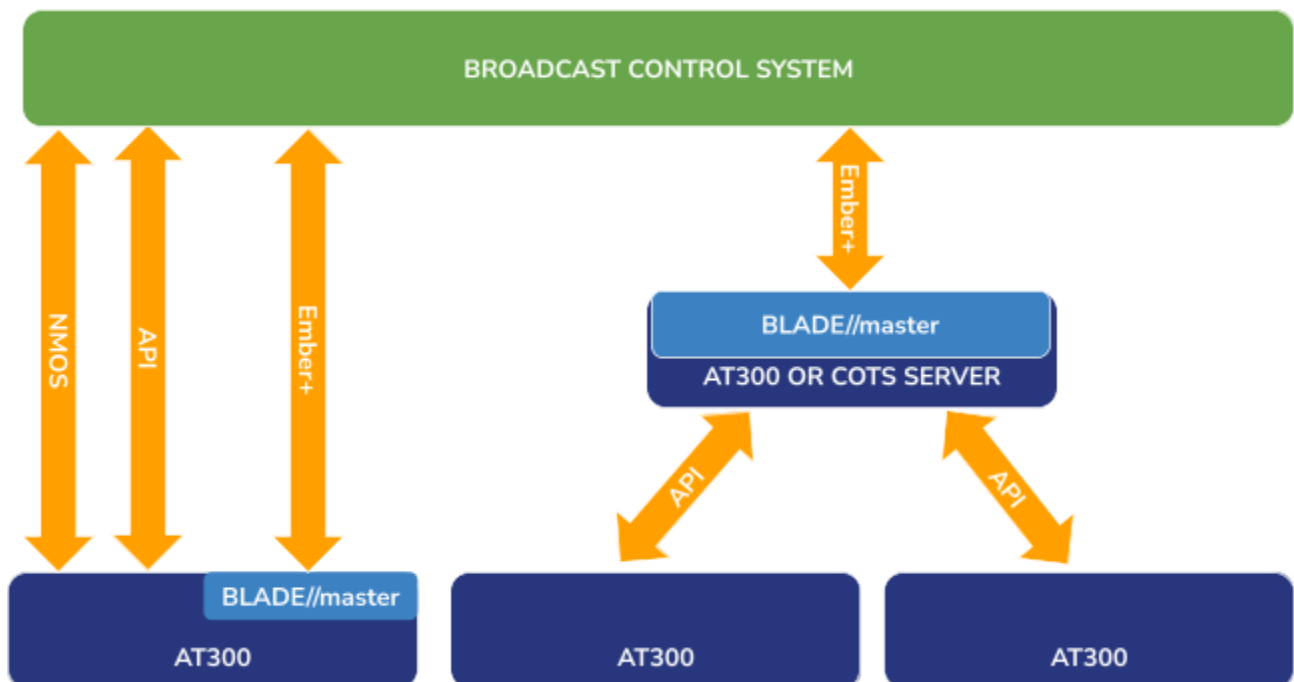 BROADCAST CONTROL SYSTEM
NMOS
API
Ember+
Ember+
BLADE//master
AT300 OR COTS SERVER
API
API
BLADE//master
AT300
AT300
AT300